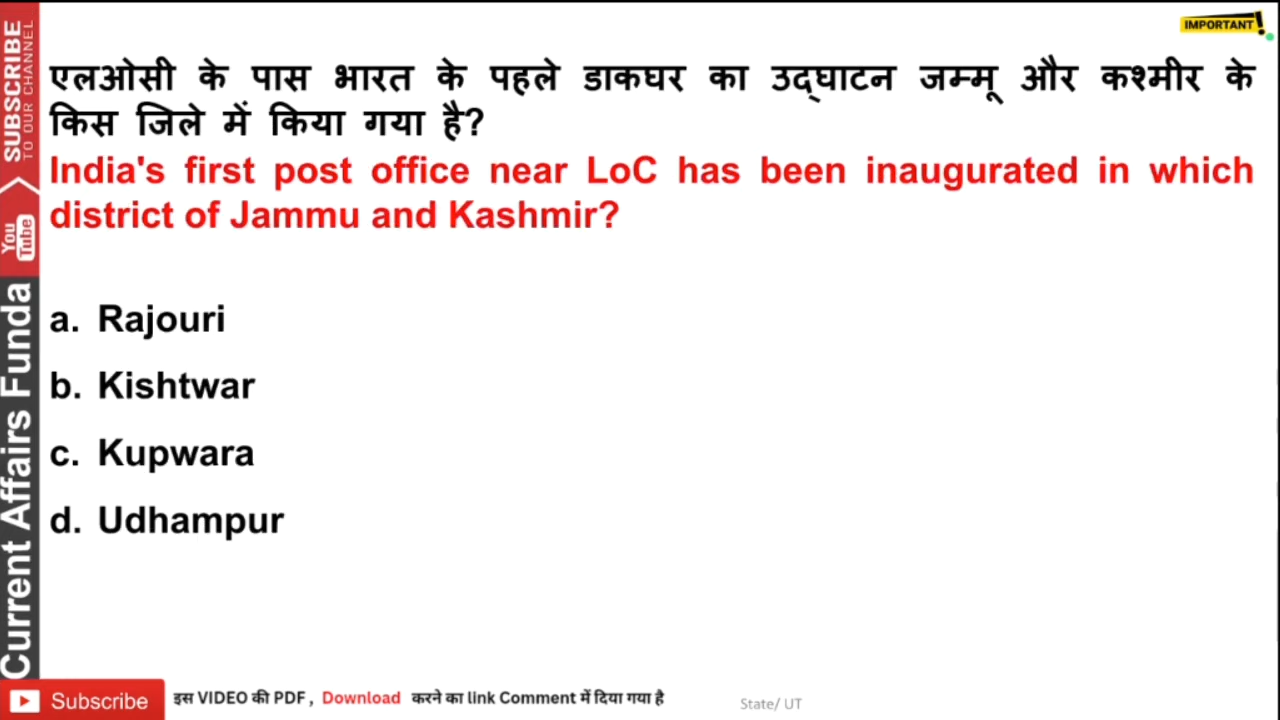 IMPORTANT!
एलओसी के पास भारत के पहले डाकघर का उद्घाटन जम्मू और कश्मीर के
किस जिले में किया गया है?
India's first post office near LoC has been inaugurated in which
district of Jammu and Kashmir?
a. Rajouri
b. Kishtwar
c. Kupwara
d. Udhampur
SUBSCRIBE
TO OUR CHANNEL
You
Tube
Current Affairs Funda
Subscribe
इस VIDEO की PDF , Download करने का link Comment में दिया गया है
State/ UT